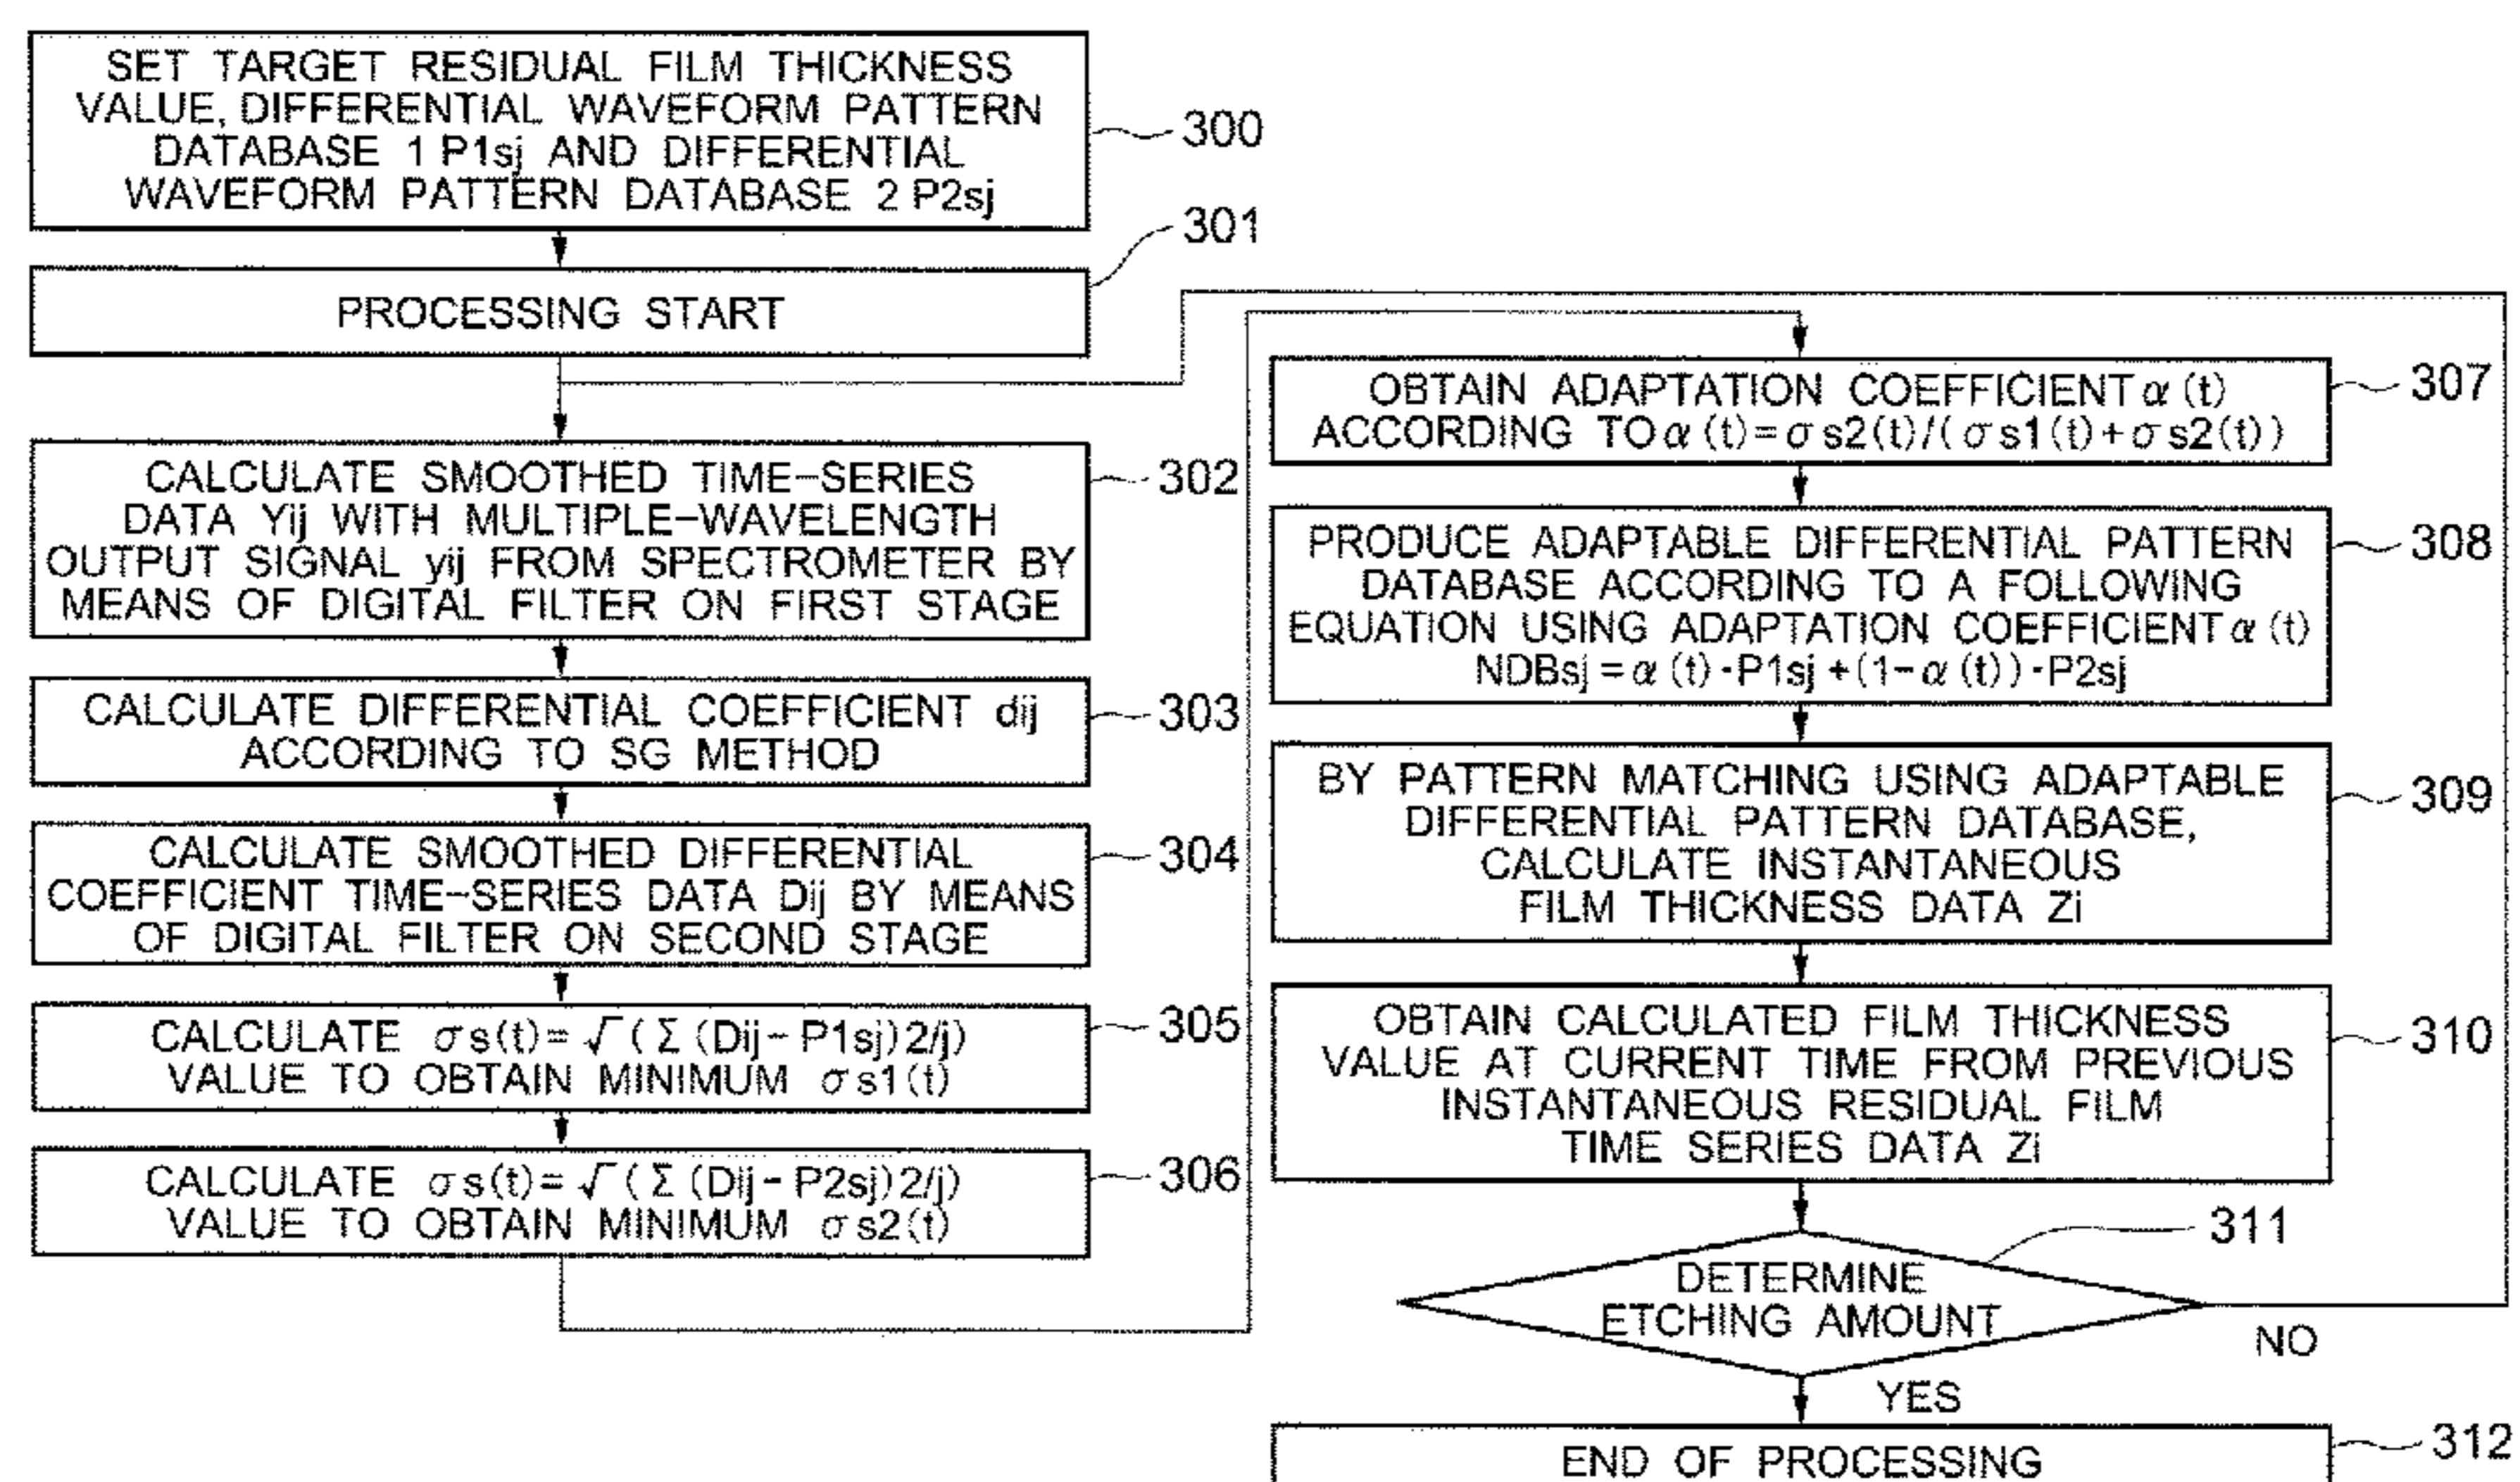 SET TARGET RESIDUAL FILM THICKNESS
VALUE, DIFFERENTIAL WAVEFORM PATTERN
DATABASE 1 P1sj AND DIFFERENTIAL
WAVEFORM PATTERN DATABASE 2 P2sj
300
301
PROCESSING START
CALCULATE SMOOTHED TIME-SERIES
DATA Yij WITH MULTIPLE-WAVELENGTH
OUTPUT SIGNAL yij FROM SPECTROMETER BY
MEANS OF DIGITAL FILTER ON FIRST STAGE
302
CALCULATE DIFFERENTIAL COEFFICIENT dij
ACCORDING TO SG METHOD
303
CALCULATE SMOOTHED DIFFERENTIAL
COEFFICIENT TIME-SERIES DATA Dij BY MEANS
OF DIGITAL FILTER ON SECOND STAGE
304
CALCULATE σs(t)=√(Σ(Dij-P1sj)2/j)
VALUE TO OBTAIN MINIMUM σs1(t)
305
CALCULATE σs(t)=√(Σ(Dij-P2sj)2/j)
VALUE TO OBTAIN MINIMUM σs2(t)
306
OBTAIN ADAPTATION COEFFICIENT α(t)
ACCORDING TO α(t)=σs2(t)/(σs1(t)+σs2(t))
307
PRODUCE ADAPTABLE DIFFERENTIAL PATTERN
DATABASE ACCORDING TO A FOLLOWING
EQUATION USING ADAPTATION COEFFICIENT α(t)
NDBsj=α(t)·P1sj+(1-α(t))·P2sj
308
BY PATTERN MATCHING USING ADAPTABLE
DIFFERENTIAL PATTERN DATABASE,
CALCULATE INSTANTANEOUS
FILM THICKNESS DATA Zi
309
OBTAIN CALCULATED FILM THICKNESS
VALUE AT CURRENT TIME FROM PREVIOUS
INSTANTANEOUS RESIDUAL FILM
TIME SERIES DATA Zi
310
311
DETERMINE
ETCHING AMOUNT
NO
YES
END OF PROCESSING
312